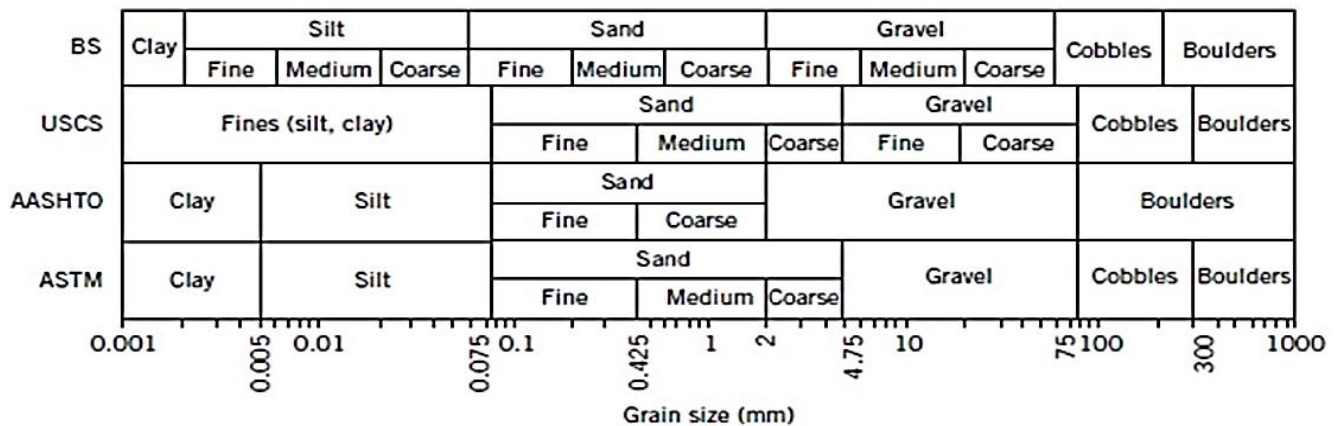 BS Clay Silt Sand Gravel Cobbles Boulders
Fine Medium Coarse Fine Medium Coarse Fine Medium Coarse
USCS Fines (silt, clay) Sand Gravel Cobbles Boulders
Fine Medium Coarse Fine Coarse
AASHTO Clay Silt Sand Gravel Boulders
Fine Coarse
ASTM Clay Silt Sand Gravel Cobbles Boulders
Fine Medium Coarse
0.001 0.005 0.01 0.075 0.1 0.425 1 2 4.75 10 75 100 300 1000
Grain size (mm)